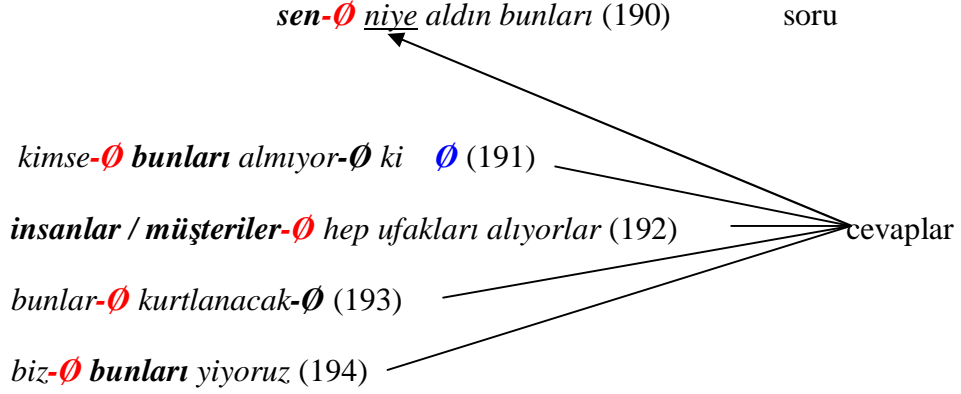 sen-Ø niye aldın bunları (190) soru
kimse-Ø bunları almıyor-Ø ki Ø (191)
insanlar / müşteriler-Ø hep ufakları alıyorlar (192) cevaplar
bunlar-Ø kurtlanacak-Ø (193)
biz-Ø bunları yiyoruz (194)